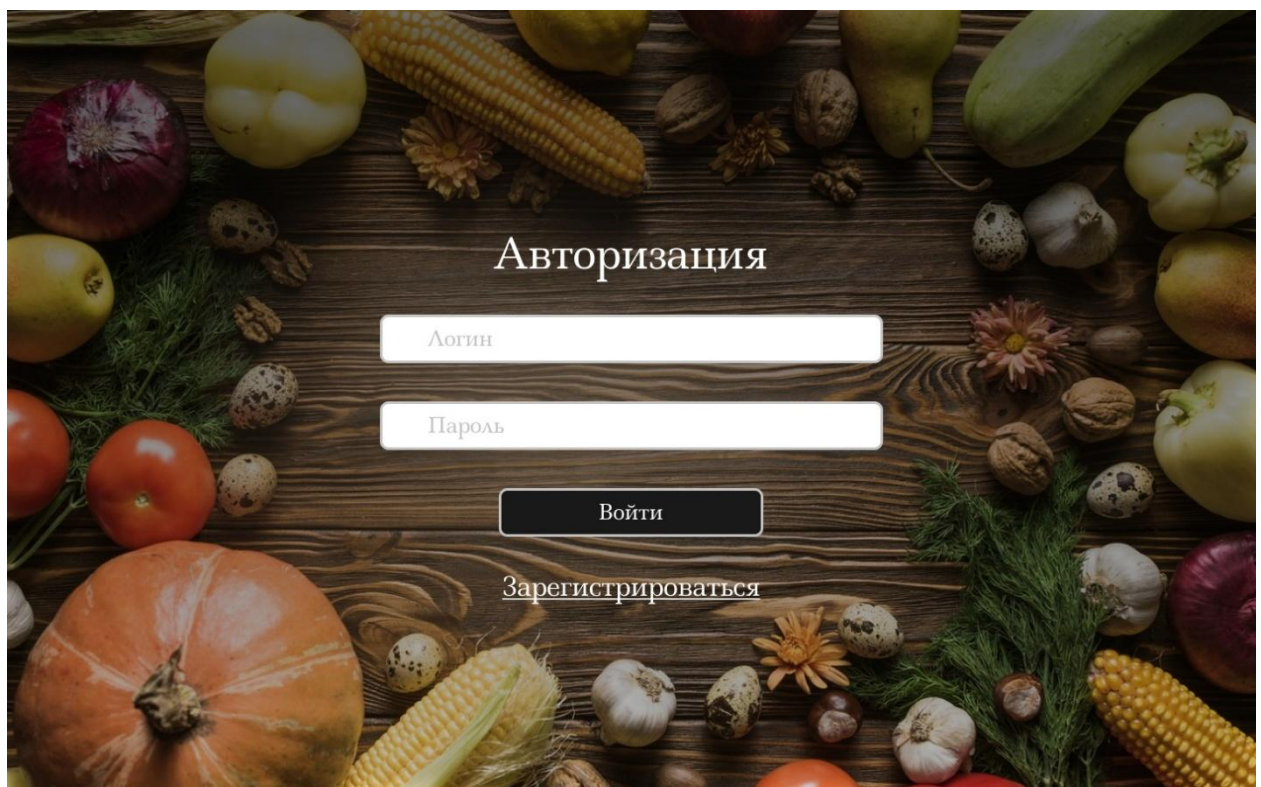 Авторизация
Логин
Пароль
Войти
Зарегистрироваться